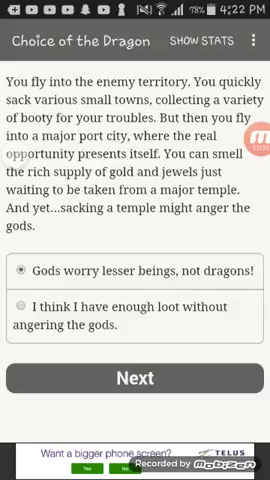 78% 4:22 PM
Choice of the Dragon SHOW STATS
You fly into the enemy territory. You quickly
sack various small towns, collecting a variety
of booty for your troubles. But then you fly
into a major port city, where the real
opportunity presents itself. You can smell
the rich supply of gold and jewels just
waiting to be taken from a major temple.
And yet...sacking a temple might anger the
gods.
Gods worry lesser beings, not dragons!
I think I have enough loot without
angering the gods.
Next
Want a bigger phone screen?
TELUS
Yes
Recorded by
Mobizen